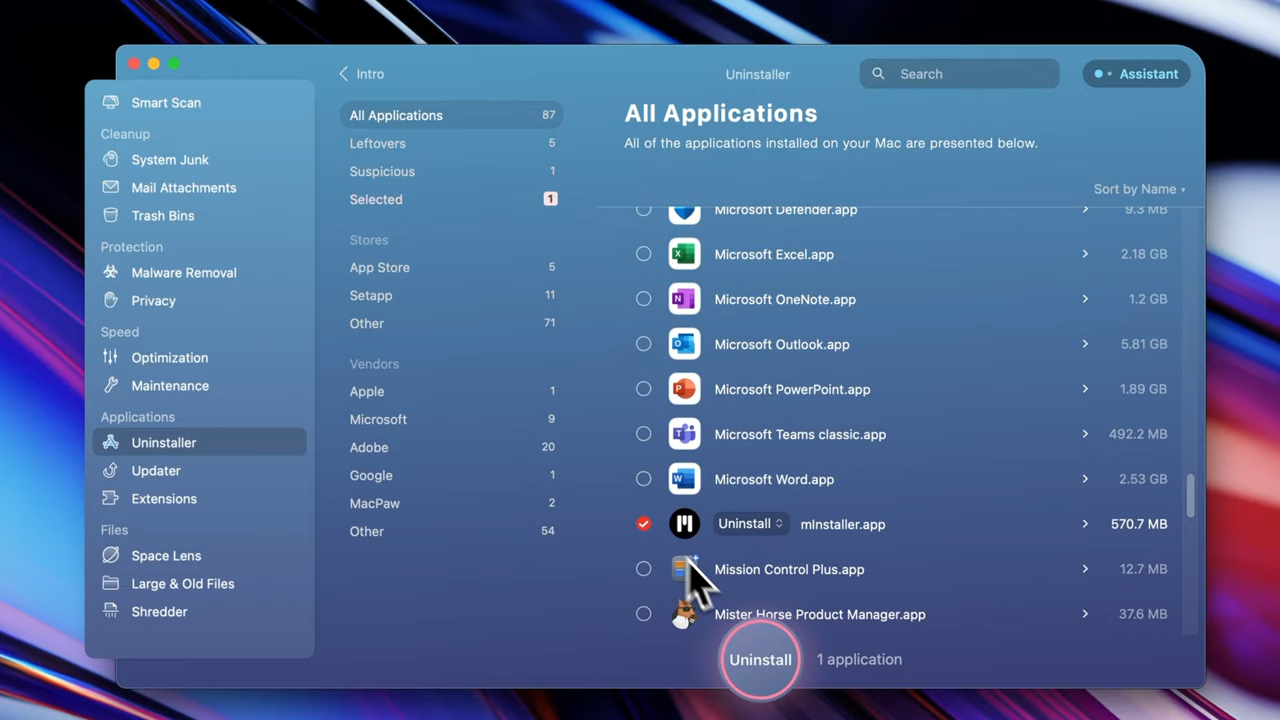 Intro
Uninstaller
Search
Assistant
Smart Scan
Cleanup
System Junk
Mail Attachments
Trash Bins
Protection
Malware Removal
Privacy
Speed
Optimization
Maintenance
Applications
Uninstaller
Updater
Extensions
Files
Space Lens
Large & Old Files
Shredder
All Applications 87
Leftovers 5
Suspicious 1
Selected 1
Stores
App Store 5
Setapp 11
Other 71
Vendors
Apple 1
Microsoft 9
Adobe 20
Google 1
MacPaw 2
Other 54
All Applications
All of the applications installed on your Mac are presented below.
Sort by Name
Microsoft Defender.app 9.3 MB
Microsoft Excel.app 2.18 GB
Microsoft OneNote.app 1.2 GB
Microsoft Outlook.app 5.81 GB
Microsoft PowerPoint.app 1.89 GB
Microsoft Teams classic.app 492.2 MB
Microsoft Word.app 2.53 GB
Uninstall mInstaller.app 570.7 MB
Mission Control Plus.app 12.7 MB
Mister Horse Product Manager.app 37.6 MB
Uninstall 1 application